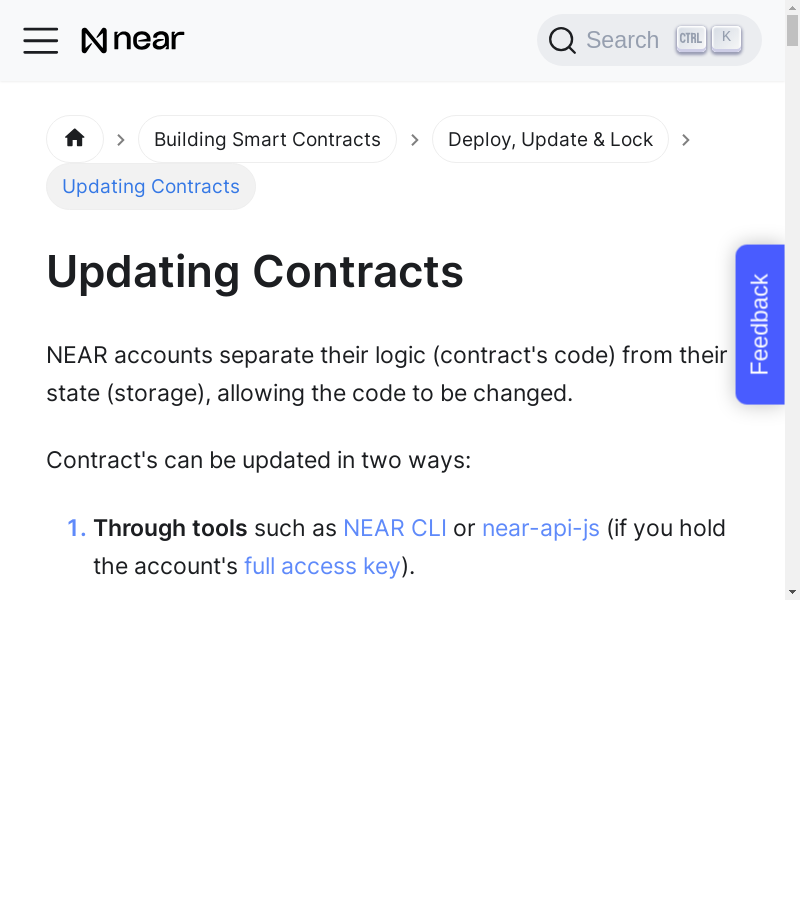 near
Search CTRL K
Building Smart Contracts
Deploy, Update & Lock
Updating Contracts
Updating Contracts
Feedback
NEAR accounts separate their logic (contract's code) from their
state (storage), allowing the code to be changed.
Contract's can be updated in two ways:
1. Through tools such as NEAR CLI or near-api-js (if you hold
the account's full access key).